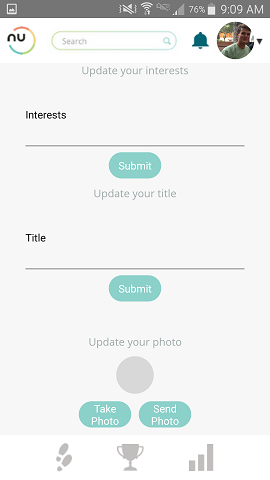 76% 9:09 AM
nu
Search
Update your interests
Interests
Submit
Update your title
Title
Submit
Update your photo
Take
Photo
Send
Photo